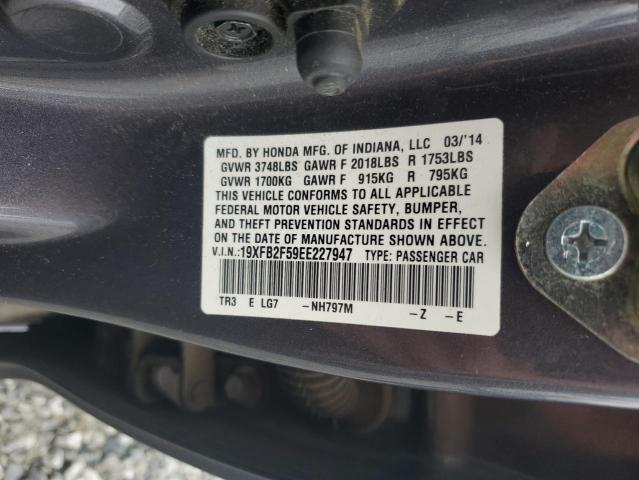 MFD. BY HONDA MFG. OF INDIANA, LLC 03/'14
GVWR 3748LBS GAWR F 2018LBS R 1753LBS
GVWR 1700KG GAWR F 915KG R 795KG
THIS VEHICLE CONFORMS TO ALL APPLICABLE
FEDERAL MOTOR VEHICLE SAFETY, BUMPER,
AND THEFT PREVENTION STANDARDS IN EFFECT
ON THE DATE OF MANUFACTURE SHOWN ABOVE.
V.I.N.:19XFB2F59EE227947 TYPE: PASSENGER CAR
TR3 E LG7 -NH797M -Z -E